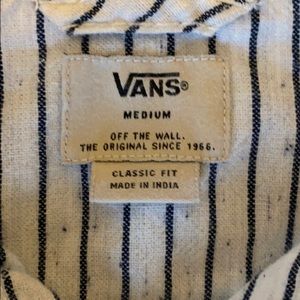 VANS®
MEDIUM
OFF THE WALL.
THE ORIGINAL SINCE 1966.
CLASSIC FIT
MADE IN INDIA